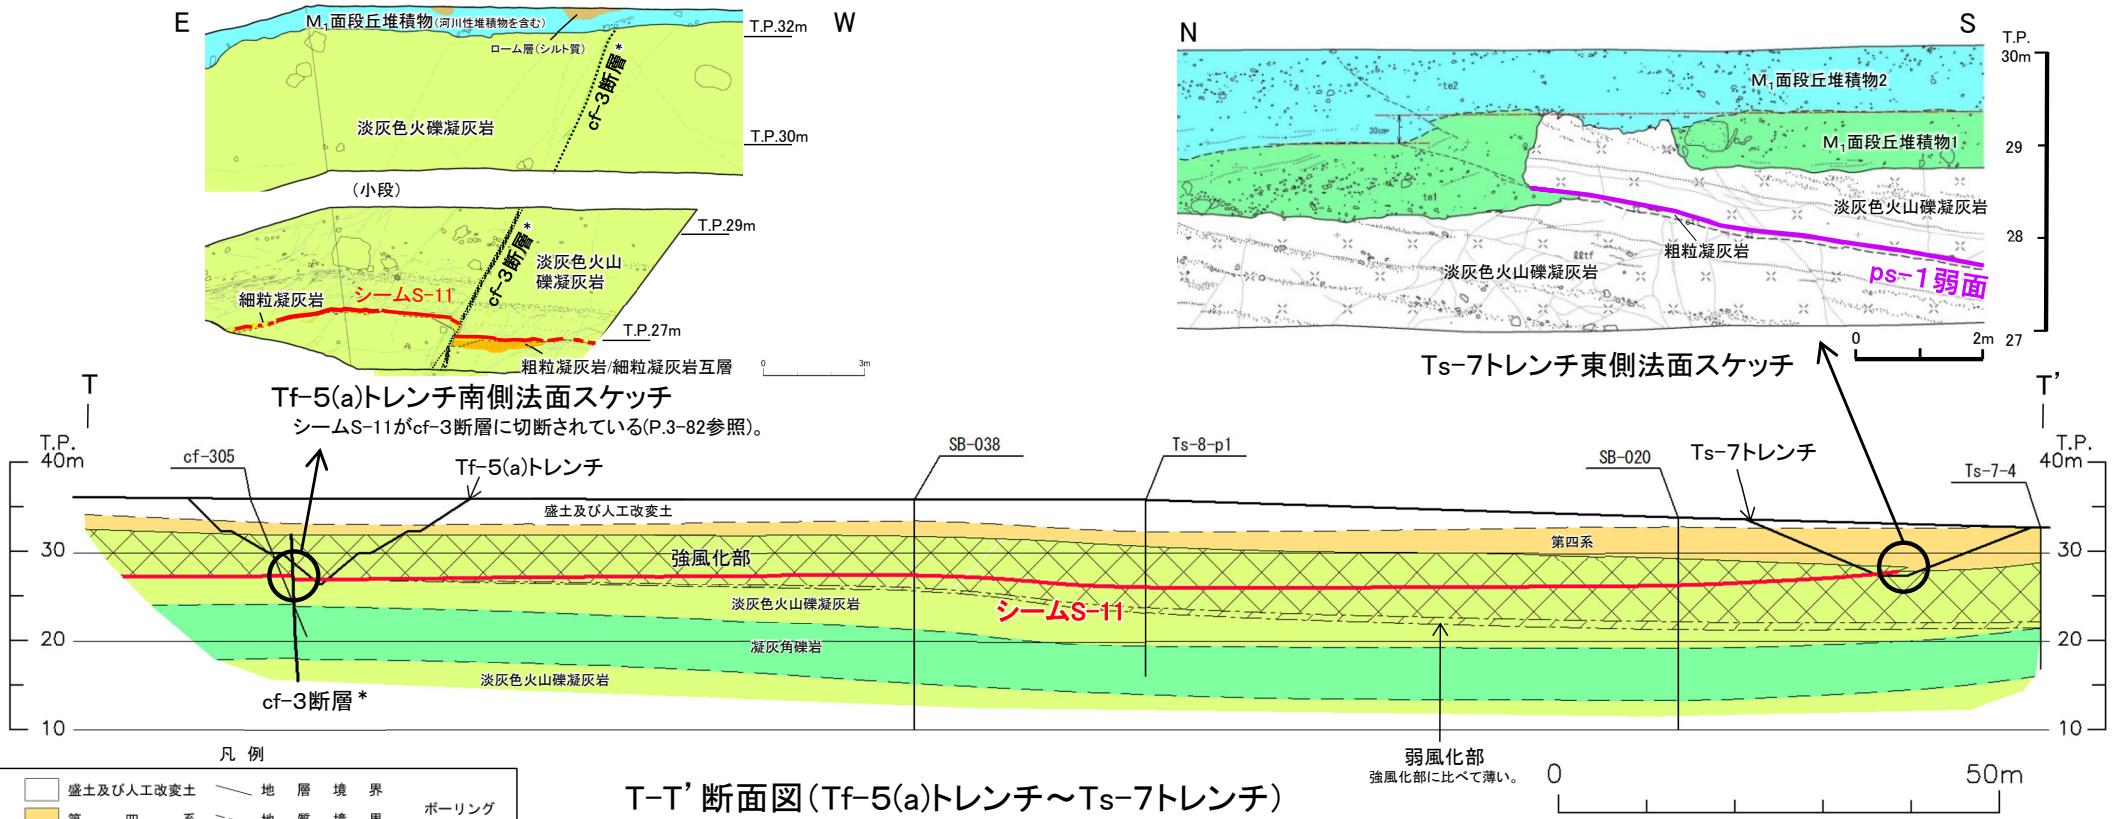 E
W
M₁面段丘堆積物(河川性堆積物を含む)
ローム層(シルト質)
T.P.32m
cf-3断層*
淡灰色火礫凝灰岩
T.P.30m
(小段)
T.P.29m
cf-3断層*
淡灰色火山
礫凝灰岩
シームS-11
細粒凝灰岩
T.P.27m
粗粒凝灰岩/細粒凝灰岩互層
0 3m
Tf-5(a)トレンチ南側法面スケッチ
シームS-11がcf-3断層に切断されている(P.3-82参照)。
N
S
T.P.
30m
29
28
27
te2
M₁面段丘堆積物2
30cm
M₁面段丘堆積物1
te1
淡灰色火山礫凝灰岩
粗粒凝灰岩
lltf
淡灰色火山礫凝灰岩
ps-1弱面
0 2m
Ts-7トレンチ東側法面スケッチ
T
T'
T.P.
40m
30
20
10
cf-305
Tf-5(a)トレンチ
SB-038
Ts-8-p1
SB-020
Ts-7トレンチ
Ts-7-4
T.P.
40m
30
20
10
盛土及び人工改変土
第四系
強風化部
淡灰色火山礫凝灰岩
シームS-11
凝灰角礫岩
淡灰色火山礫凝灰岩
cf-3断層*
弱風化部
強風化部に比べて薄い。
0 50m
T-T'断面図(Tf-5(a)トレンチ～Ts-7トレンチ)
凡例
盛土及び人工改変土 地層境界
ボーリング
第四系 地質境界